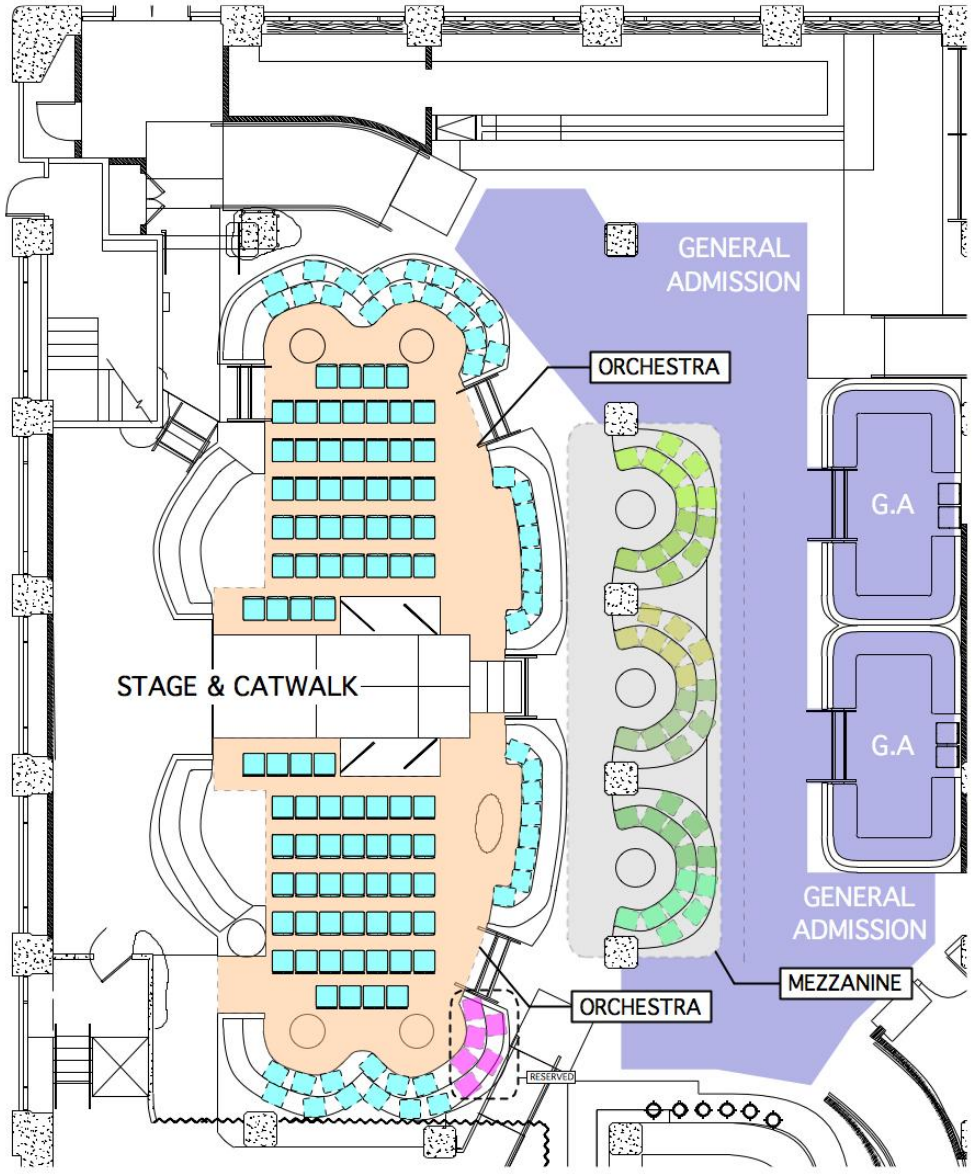 GENERAL
ADMISSION
ORCHESTRA
G.A
STAGE & CATWALK
G.A
GENERAL
ADMISSION
MEZZANINE
ORCHESTRA
RESERVED